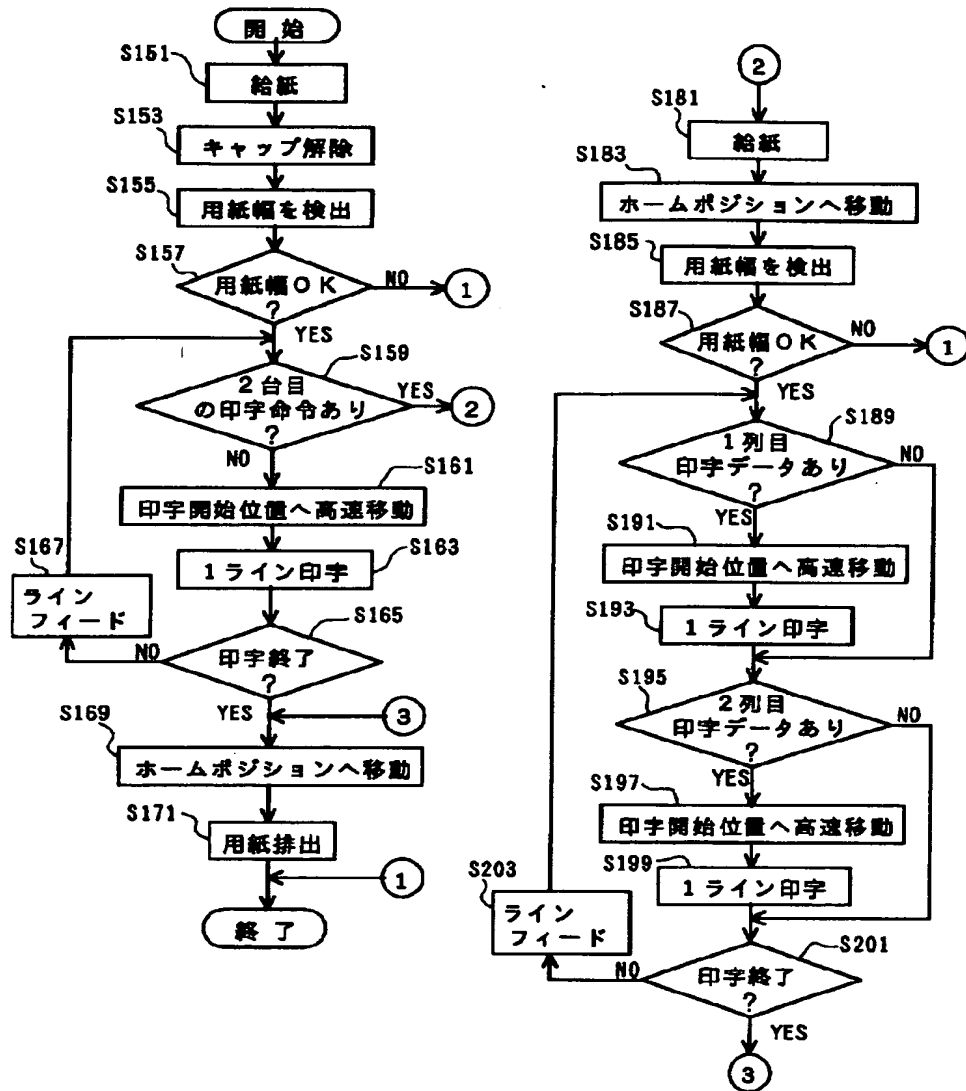 開始
S151
給紙
S153
キャップ解除
S155
用紙幅を検出
S157
用紙幅OK
?
NO
1
YES
S159
2台目
の印字命令あり
?
YES
2
NO
S161
印字開始位置へ高速移動
S163
1ライン印字
S167
ライン
フィード
S165
印字終了
?
NO
YES
3
S169
ホームポジションへ移動
S171
用紙排出
1
終了
2
S181
給紙
S183
ホームポジションへ移動
S185
用紙幅を検出
S187
用紙幅OK
?
NO
1
YES
S189
1列目
印字データあり
?
NO
YES
S191
印字開始位置へ高速移動
S193
1ライン印字
S195
2列目
印字データあり
?
NO
YES
S197
印字開始位置へ高速移動
S199
1ライン印字
S203
ライン
フィード
S201
印字終了
?
NO
YES
3